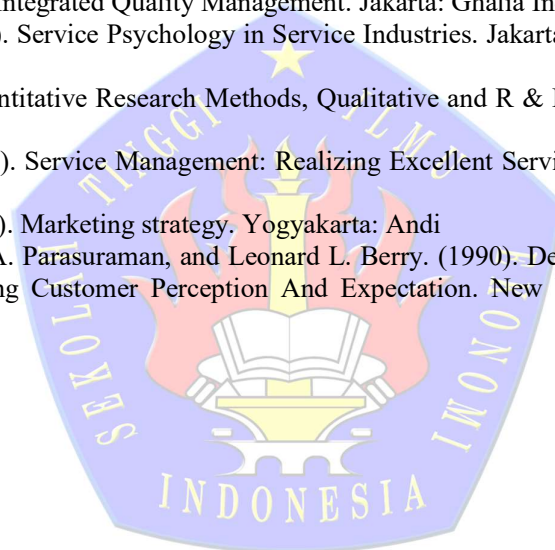 Integrated Quality Management. Jakarta: Ghalia In
). Service Psychology in Service Industries. Jakarta
ntitative Research Methods, Qualitative and R &
). Service Management: Realizing Excellent Servi
). Marketing strategy. Yogyakarta: Andi
A. Parasuraman, and Leonard L. Berry. (1990). De
ng Customer Perception And Expectation. New
SEKOLAH TINGGI ILMU EKONOMI
INDONESIA